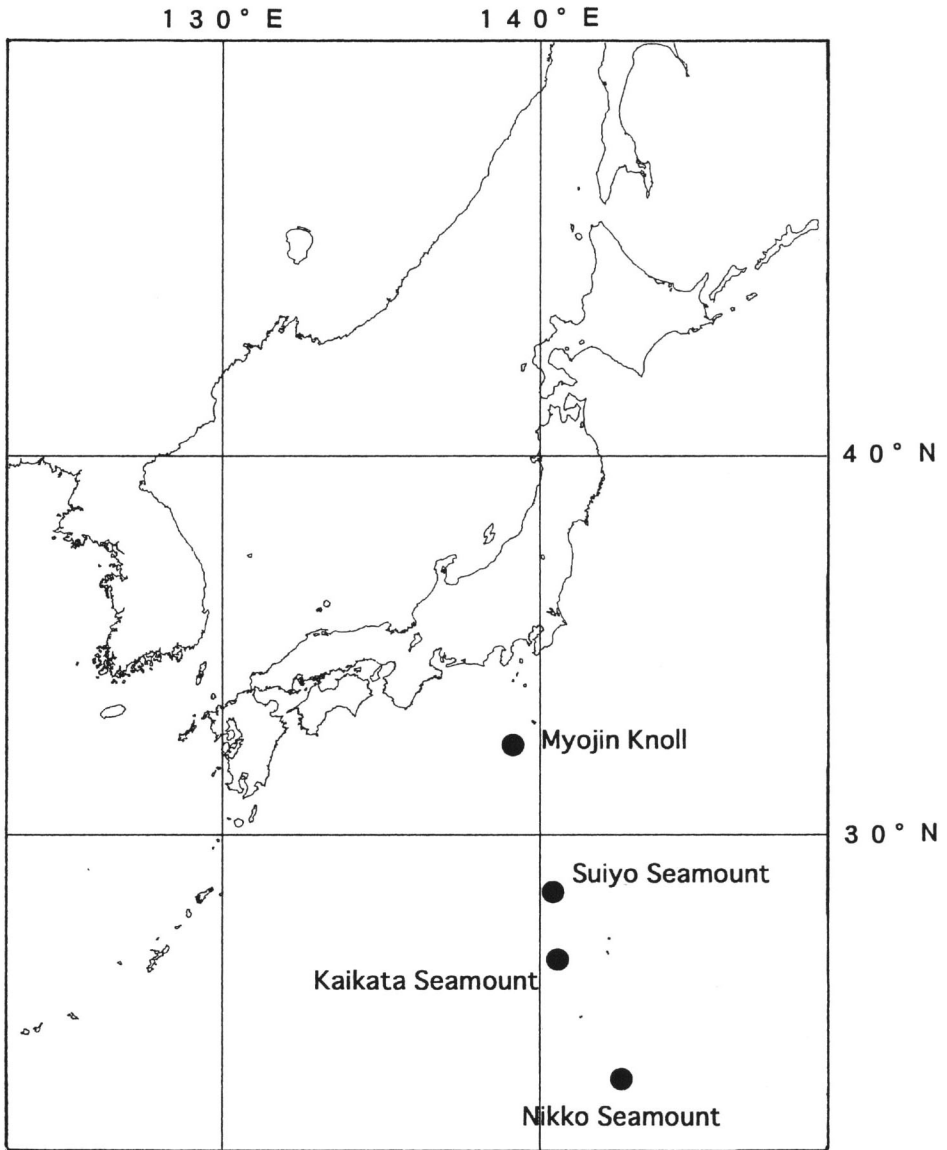 130°E
140°E
40°N
Myojin Knoll
30°N
Suiyo Seamount
Kaikata Seamount
Nikko Seamount